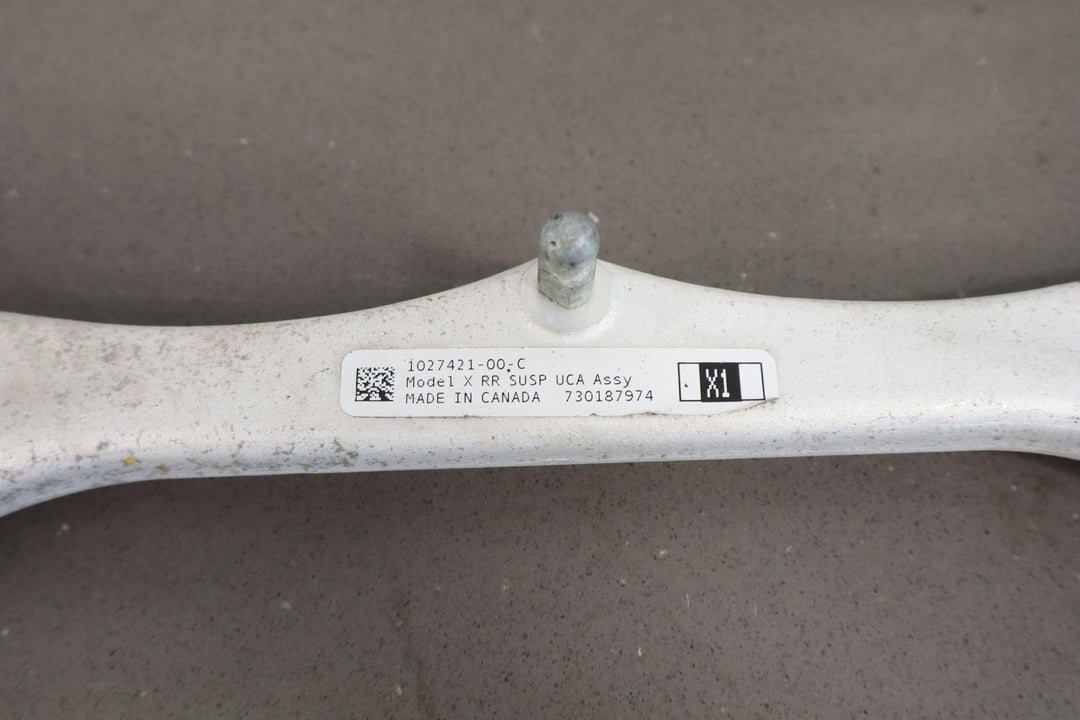 1027421-00-C
Model X RR SUSP UCA Assy
MADE IN CANADA 730187974
X1